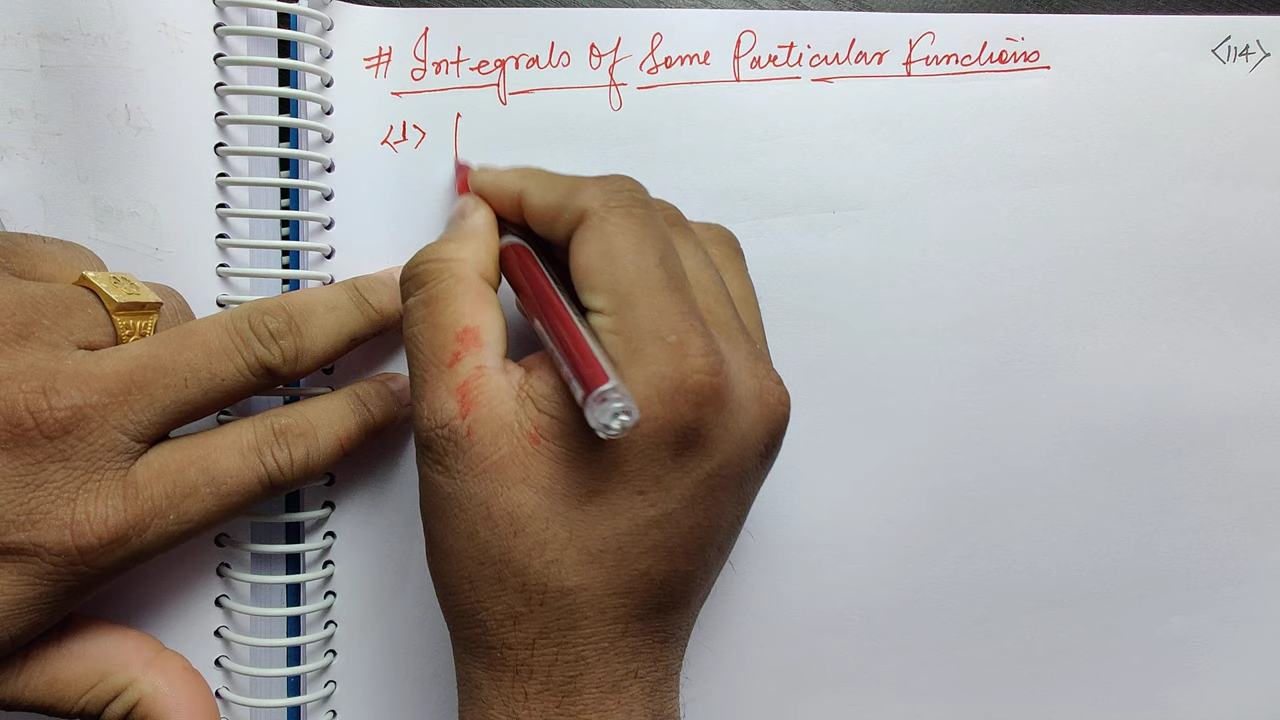 # Integrals Of Some Particular Functions
<114>
<1>